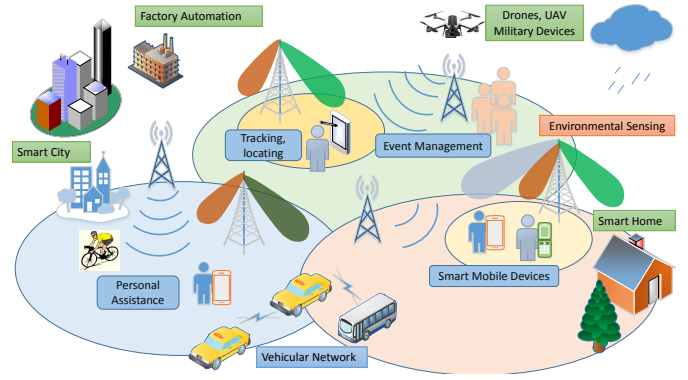 Factory Automation
Drones, UAV
Military Devices
Environmental Sensing
Tracking,
locating
Event Management
Smart City
Smart Home
Personal
Assistance
Smart Mobile Devices
Vehicular Network